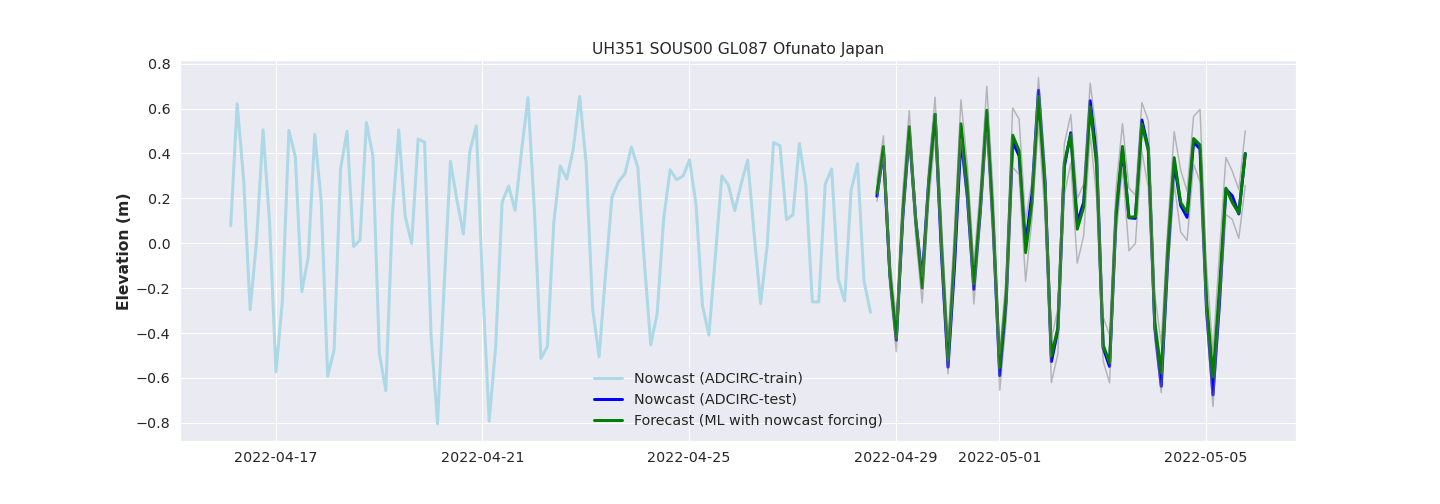 UH351 SOUS00 GL087 Ofunato Japan
Elevation (m)
0.8
0.6
0.4
0.2
0.0
−0.2
−0.4
−0.6
−0.8
Nowcast (ADCIRC-train)
Nowcast (ADCIRC-test)
Forecast (ML with nowcast forcing)
2022-04-17 2022-04-21 2022-04-25 2022-04-29 2022-05-01 2022-05-05